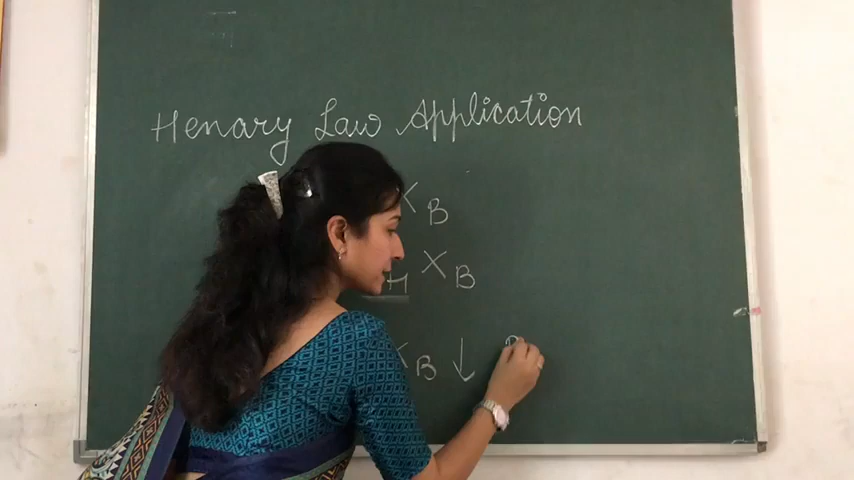 Henary Law Application
X B
H X B
X B ↓